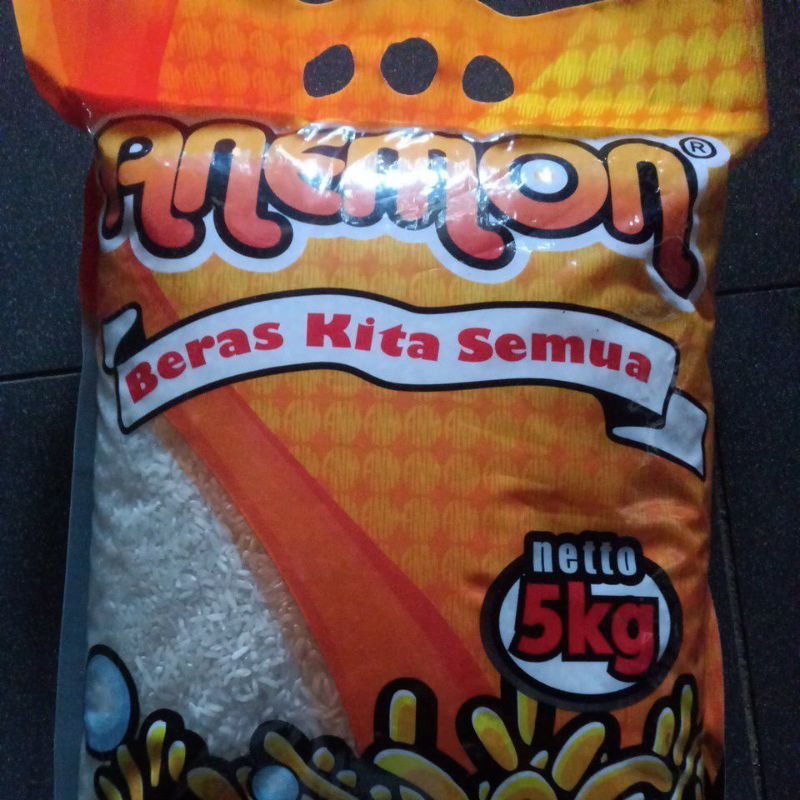 ANEMON®
Beras Kita Semua
netto
5kg